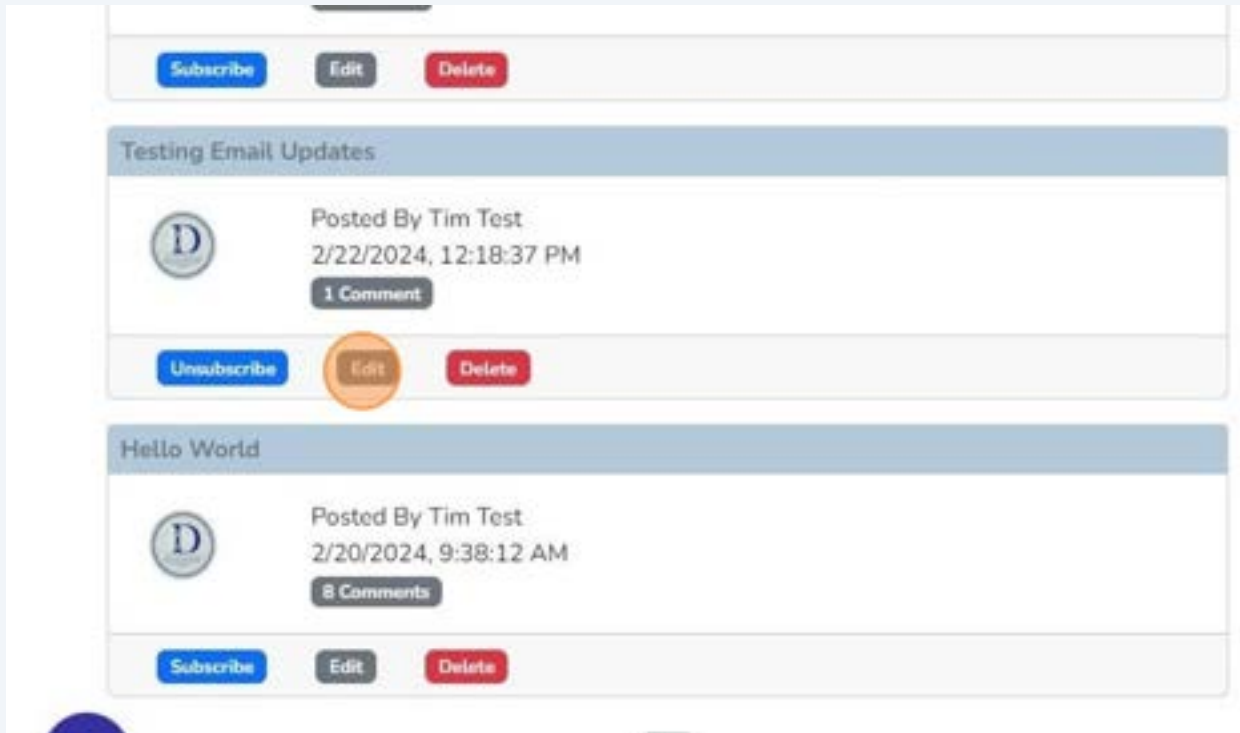 Subscribe Edit Delete
Testing Email Updates
D
Posted By Tim Test
2/22/2024, 12:18:37 PM
1 Comment
Unsubscribe Edit Delete
Hello World
D
Posted By Tim Test
2/20/2024, 9:38:12 AM
8 Comments
Subscribe Edit Delete